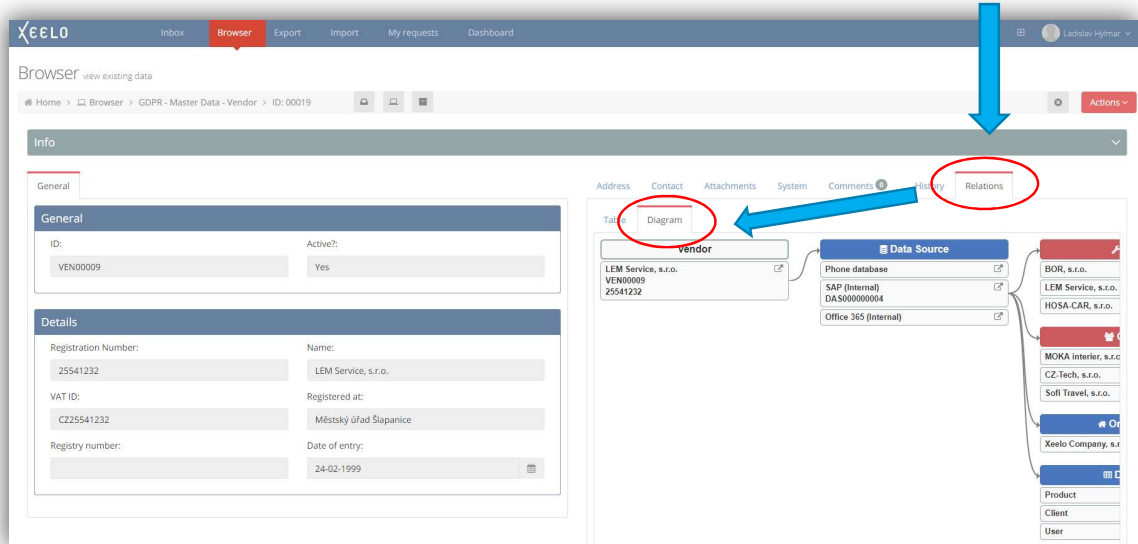 XEELO Inbox Browser Export Import My requests Dashboard Ladislav Hylmar
Browser view existing data
Home > Browser > GDPR - Master Data - Vendor > ID: 00019 Actions
Info
General
General
ID: Active?:
VEN00009 Yes
Details
Registration Number: Name:
25541232 LEM Service, s.r.o.
VAT ID: Registered at:
CZ25541232 Městský úřad Šlapanice
Registry number: Date of entry:
24-02-1999
Address Contact Attachments System Comments 0 History Relations
Table Diagram
Vendor
LEM Service, s.r.o.
VEN00009
25541232
Data Source
Phone database
SAP (Internal)
DAS000000004
Office 365 (Internal)
BOR, s.r.o.
LEM Service, s.r.o.
HOSA-CAR, s.r.o.
MOKA interier, s.r.o
CZ-Tech, s.r.o.
Sofi Travel, s.r.o.
Or
Xeelo Company, s.r
D
Product
Client
User